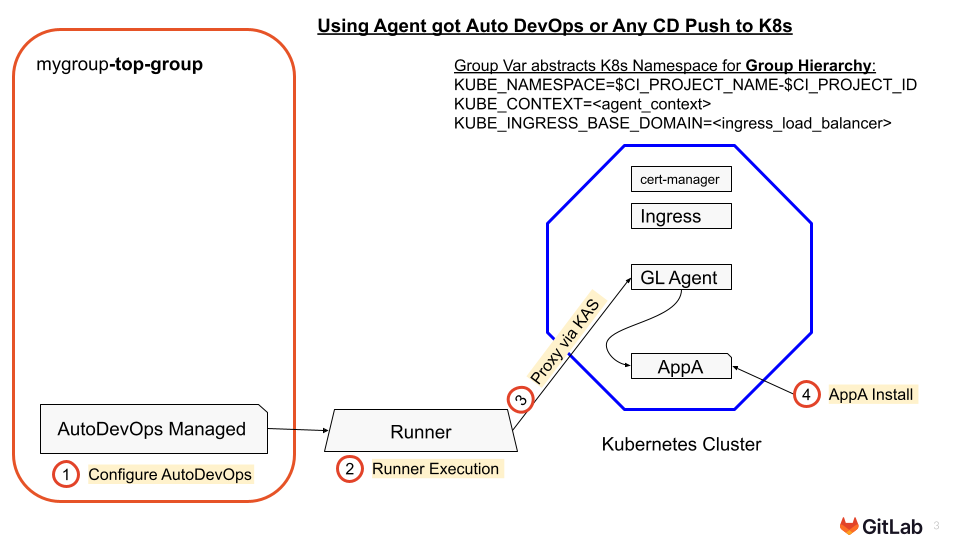 Using Agent got Auto DevOps or Any CD Push to K8s
mygroup-top-group
Group Var abstracts K8s Namespace for Group Hierarchy:
KUBE_NAMESPACE=$CI_PROJECT_NAME-$CI_PROJECT_ID
KUBE_CONTEXT=<agent_context>
KUBE_INGRESS_BASE_DOMAIN=<ingress_load_balancer>
cert-manager
Ingress
GL Agent
Proxy via KAS
3
AppA
4 AppA Install
AutoDevOps Managed
Runner
Kubernetes Cluster
1 Configure AutoDevOps
2 Runner Execution
GitLab 3